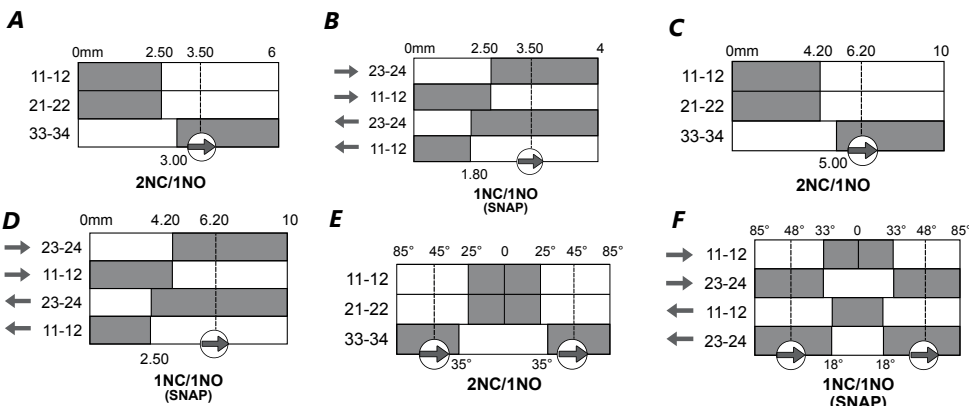 A
0mm 2.50 3.50 6
11-12
21-22
33-34
3.00
2NC/1NO
B
0mm 2.50 3.50 4
23-24
11-12
23-24
11-12
1.80
1NC/1NO
(SNAP)
C
0mm 4.20 6.20 10
11-12
21-22
33-34
5.00
2NC/1NO
D
0mm 4.20 6.20 10
23-24
11-12
23-24
11-12
2.50
1NC/1NO
(SNAP)
E
85° 45° 25° 0 25° 45° 85°
11-12
21-22
33-34
35° 35°
2NC/1NO
F
85° 48° 33° 0 33° 48° 85°
11-12
23-24
11-12
23-24
18° 18°
1NC/1NO
(SNAP)